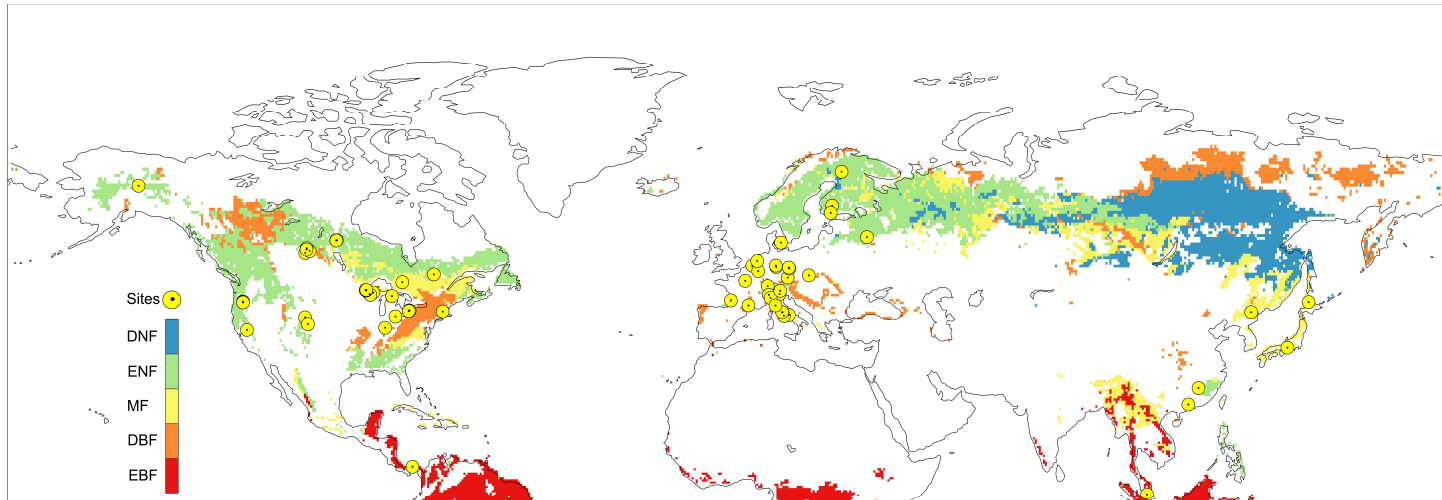 Sites
DNF
ENF
MF
DBF
EBF